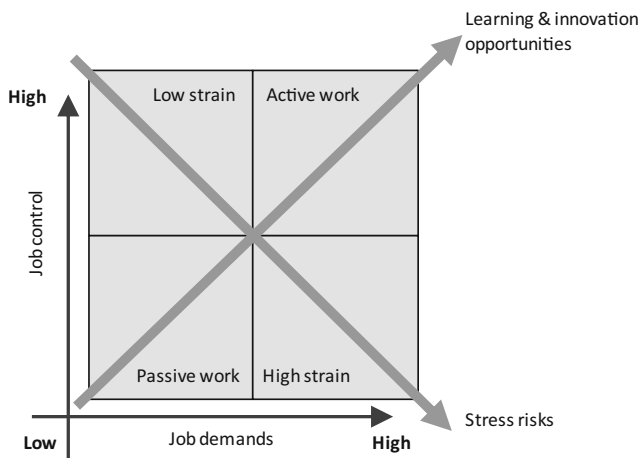 Learning & innovation
opportunities
High
Low strain
Active work
Job control
Passive work
High strain
Stress risks
Low
Job demands
High